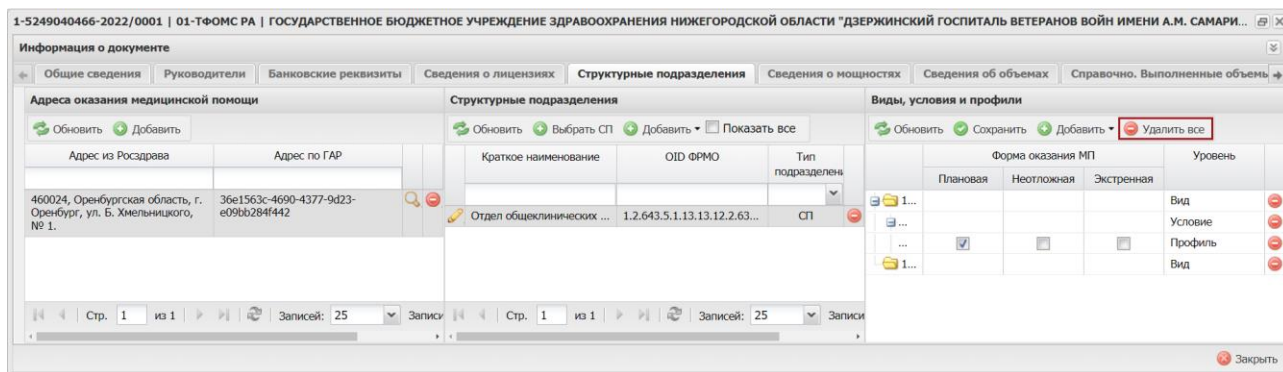 1-5249040466-2022/0001 | 01-ТФОМС РА | ГОСУДАРСТВЕННОЕ БЮДЖЕТНОЕ УЧРЕЖДЕНИЕ ЗДРАВООХРАНЕНИЯ НИЖЕГОРОДСКОЙ ОБЛАСТИ "ДЗЕРЖИНСКИЙ ГОСПИТАЛЬ ВЕТЕРАНОВ ВОЙН ИМЕНИ А.М. САМАРИ...
Информация о документе
Общие сведения Руководители Банковские реквизиты Сведения о лицензиях Структурные подразделения Сведения о мощностях Сведения об объемах Справочно. Выполненные объемы
Адреса оказания медицинской помощи Структурные подразделения Виды, условия и профили
Обновить Добавить Обновить Выбрать СП Добавить Показать все Обновить Сохранить Добавить Удалить все
Адрес из Росздрава Адрес по ГАР Краткое наименование OID ФРМО Тип подразделени Форма оказания МП Уровень
Плановая Неотложная Экстренная
460024, Оренбургская область, г. Оренбург, ул. Б. Хмельницкого, № 1.
36e1563c-4690-4377-9d23-e09bb284f442
Отдел общеклинических ... 1.2.643.5.1.13.13.12.2.63... СП
1... Вид
... Условие
... Профиль
1... Вид
Стр. 1 из 1 Записей: 25 Записи Стр. 1 из 1 Записей: 25 Записи
Закрыть